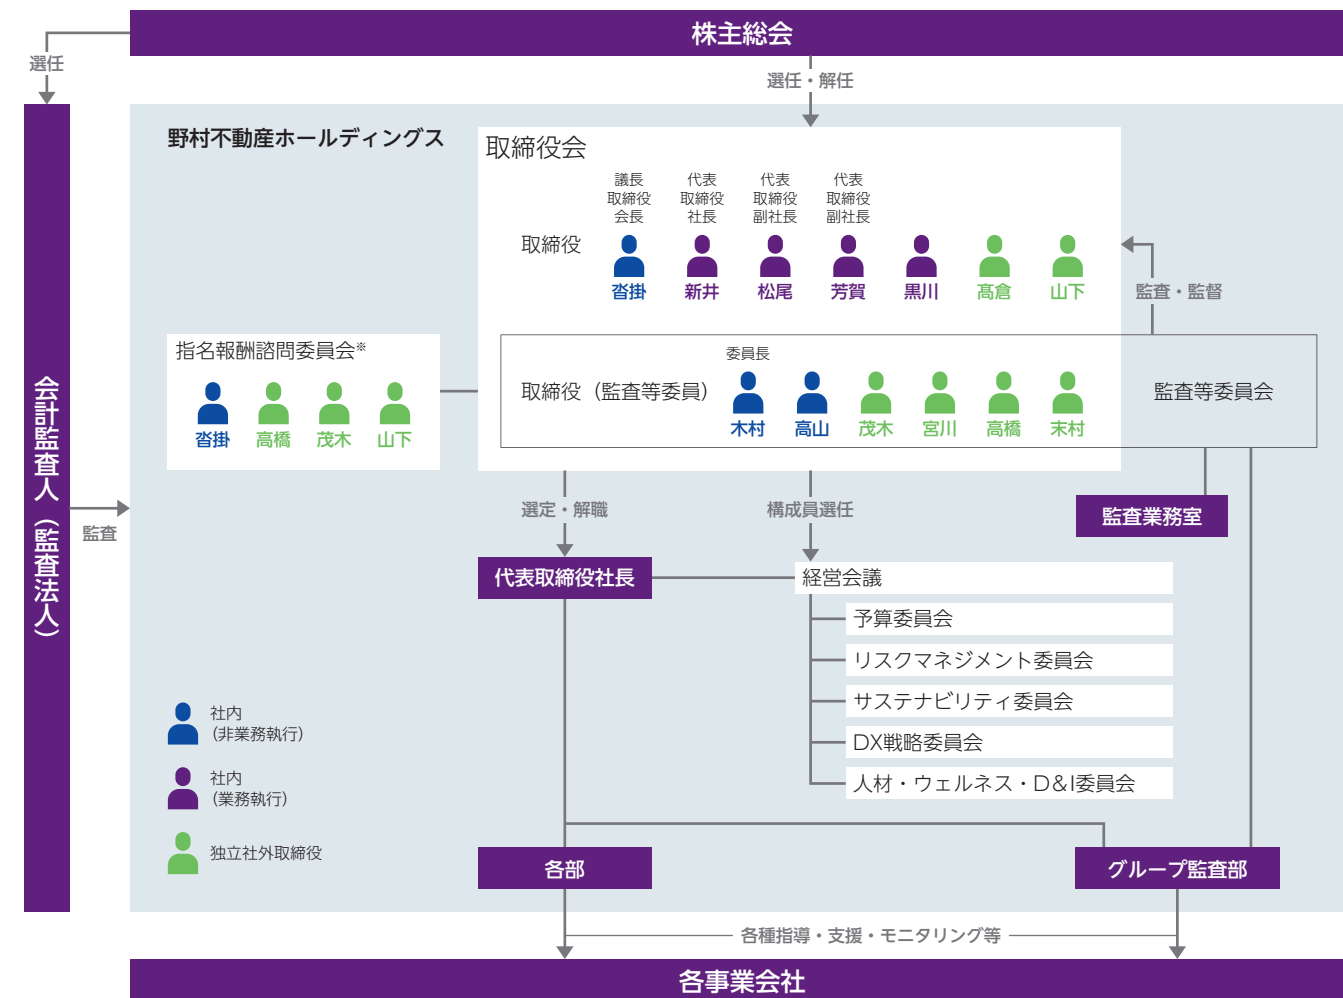 株主総会
選任
選任・解任
会計監査人（監査法人）
監査
野村不動産ホールディングス
取締役会
議長
取締役
会長
代表
取締役
社長
代表
取締役
副社長
代表
取締役
副社長
取締役
沓掛
新井
松尾
芳賀
黒川
髙倉
山下
監査・監督
指名報酬諮問委員会※
沓掛
高橋
茂木
山下
委員長
取締役（監査等委員）
木村
高山
茂木
宮川
高橋
末村
監査等委員会
選定・解職
構成員選任
監査業務室
代表取締役社長
経営会議
予算委員会
リスクマネジメント委員会
サステナビリティ委員会
DX戦略委員会
人材・ウェルネス・D&I委員会
社内
（非業務執行）
社内
（業務執行）
独立社外取締役
各部
グループ監査部
各種指導・支援・モニタリング等
各事業会社